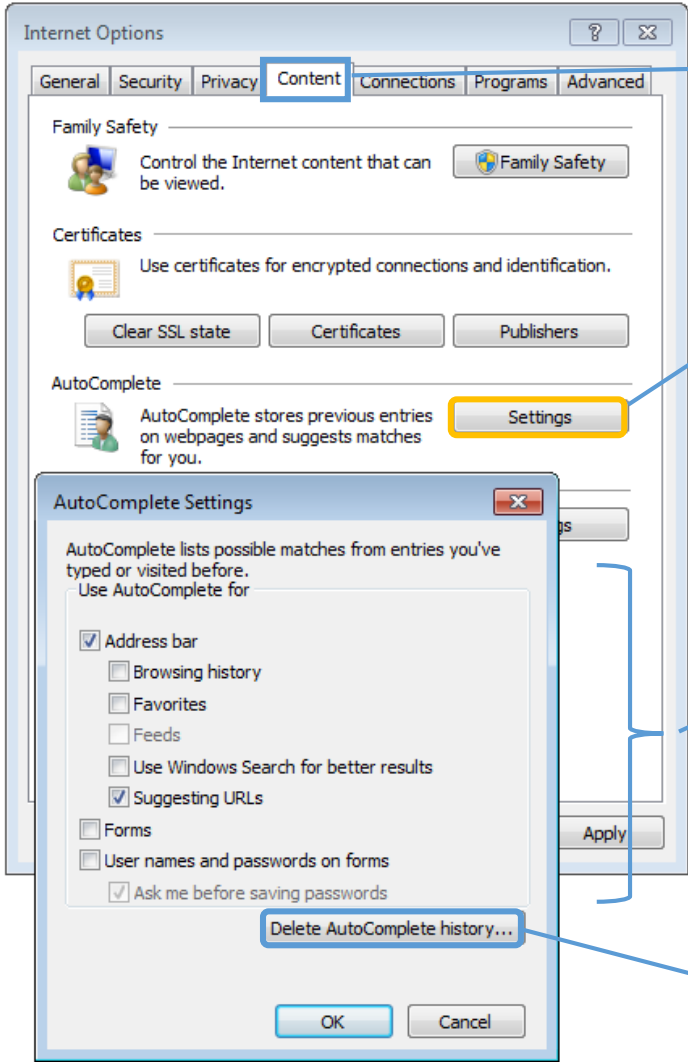 Internet Options
General Security Privacy Content Connections Programs Advanced
Family Safety
Control the Internet content that can
be viewed.
Family Safety
Certificates
Use certificates for encrypted connections and identification.
Clear SSL state Certificates Publishers
AutoComplete
AutoComplete stores previous entries
on webpages and suggests matches
for you.
Settings
gs
Apply
AutoComplete Settings
AutoComplete lists possible matches from entries you've
typed or visited before.
Use AutoComplete for
Address bar
Browsing history
Favorites
Feeds
Use Windows Search for better results
Suggesting URLs
Forms
User names and passwords on forms
Ask me before saving passwords
Delete AutoComplete history...
OK Cancel